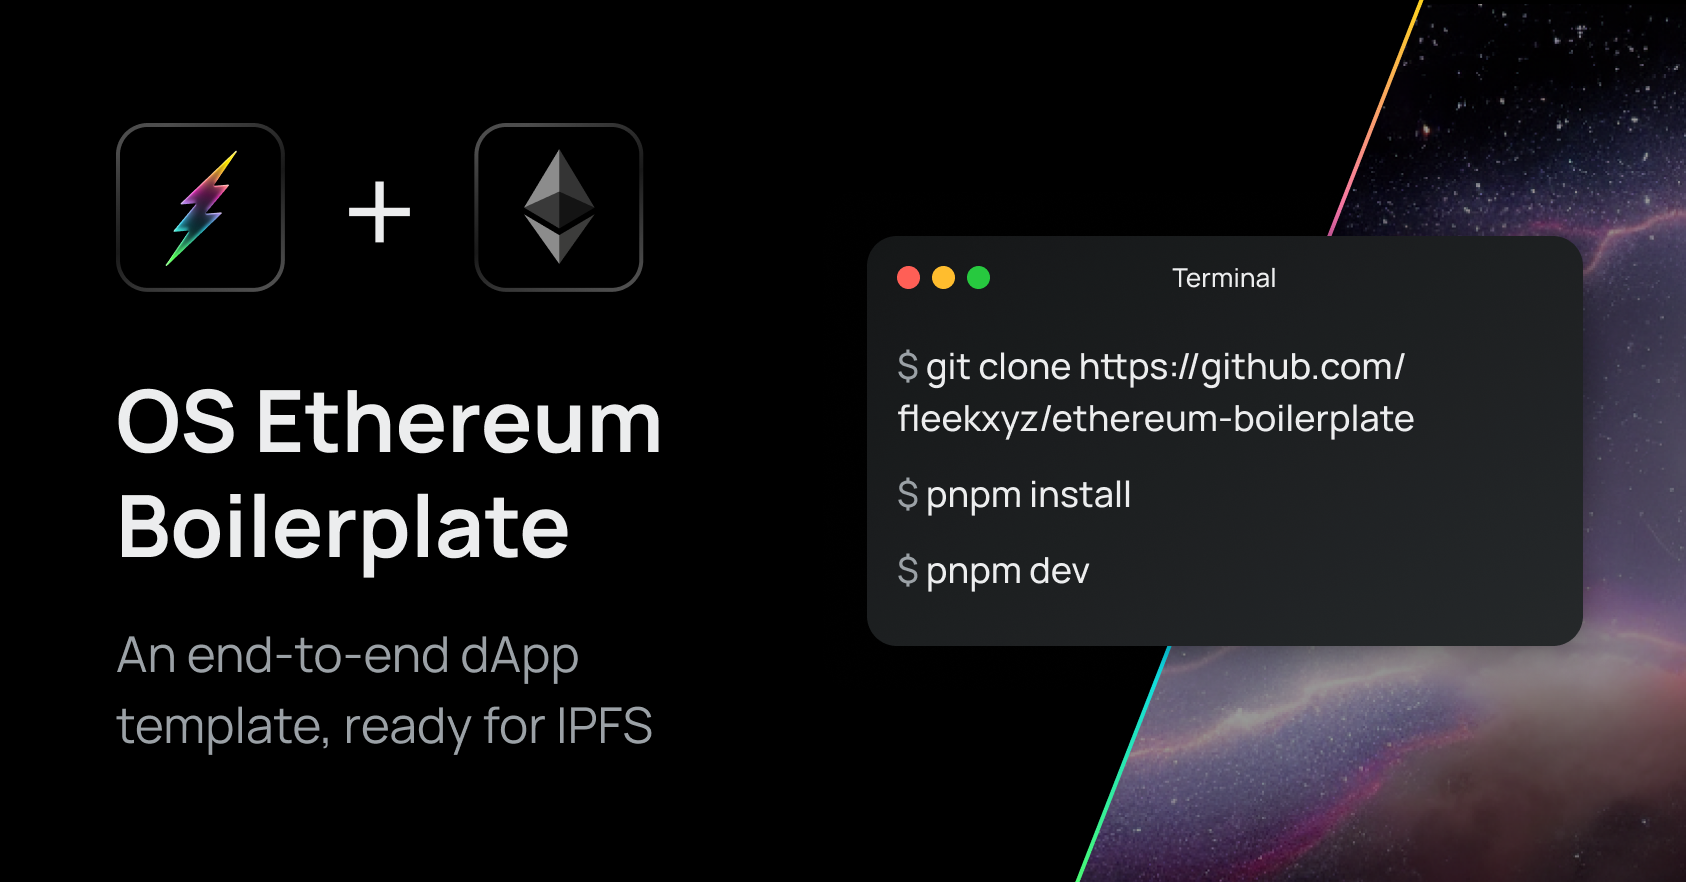 OS Ethereum
Boilerplate
An end-to-end dApp
template, ready for IPFS
Terminal
$ git clone https://github.com/
fleekxyz/ethereum-boilerplate
$ pnpm install
$ pnpm dev